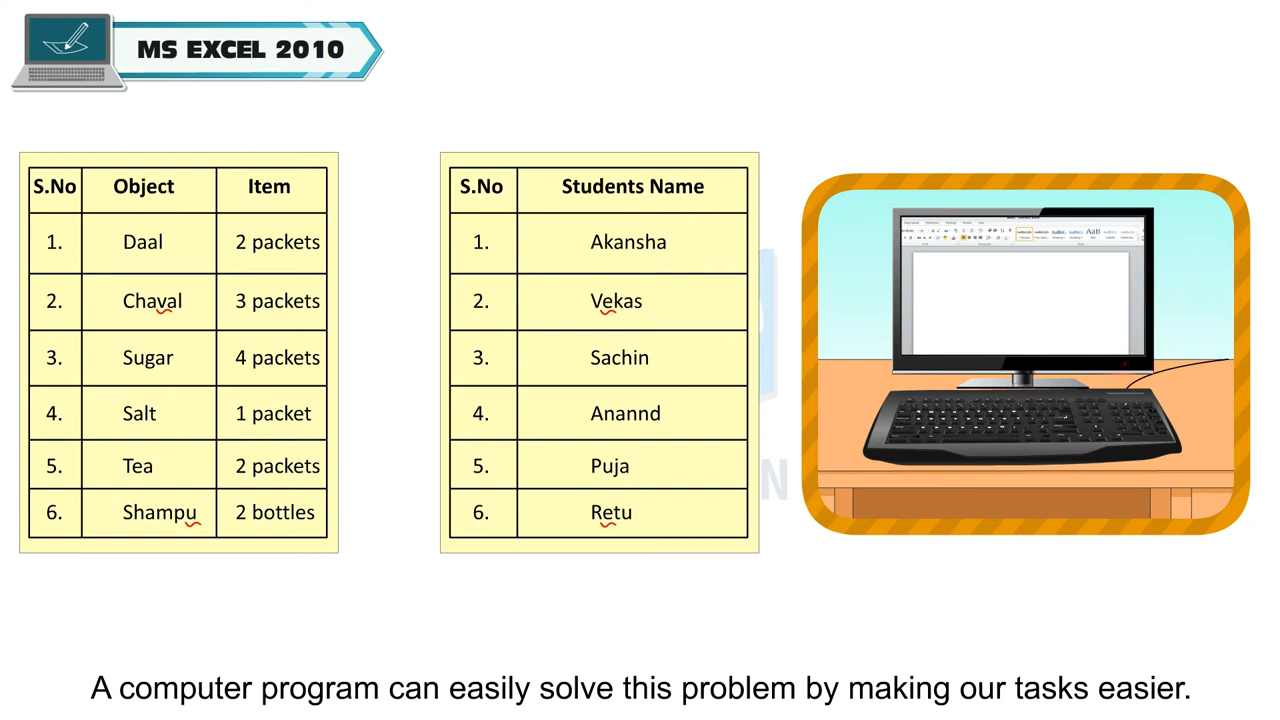 MS EXCEL 2010
S.No Object Item
1. Daal 2 packets
2. Chaval 3 packets
3. Sugar 4 packets
4. Salt 1 packet
5. Tea 2 packets
6. Shampu 2 bottles
S.No Students Name
1. Akansha
2. Vekas
3. Sachin
4. Anannd
5. Puja
6. Retu
A computer program can easily solve this problem by making our tasks easier.